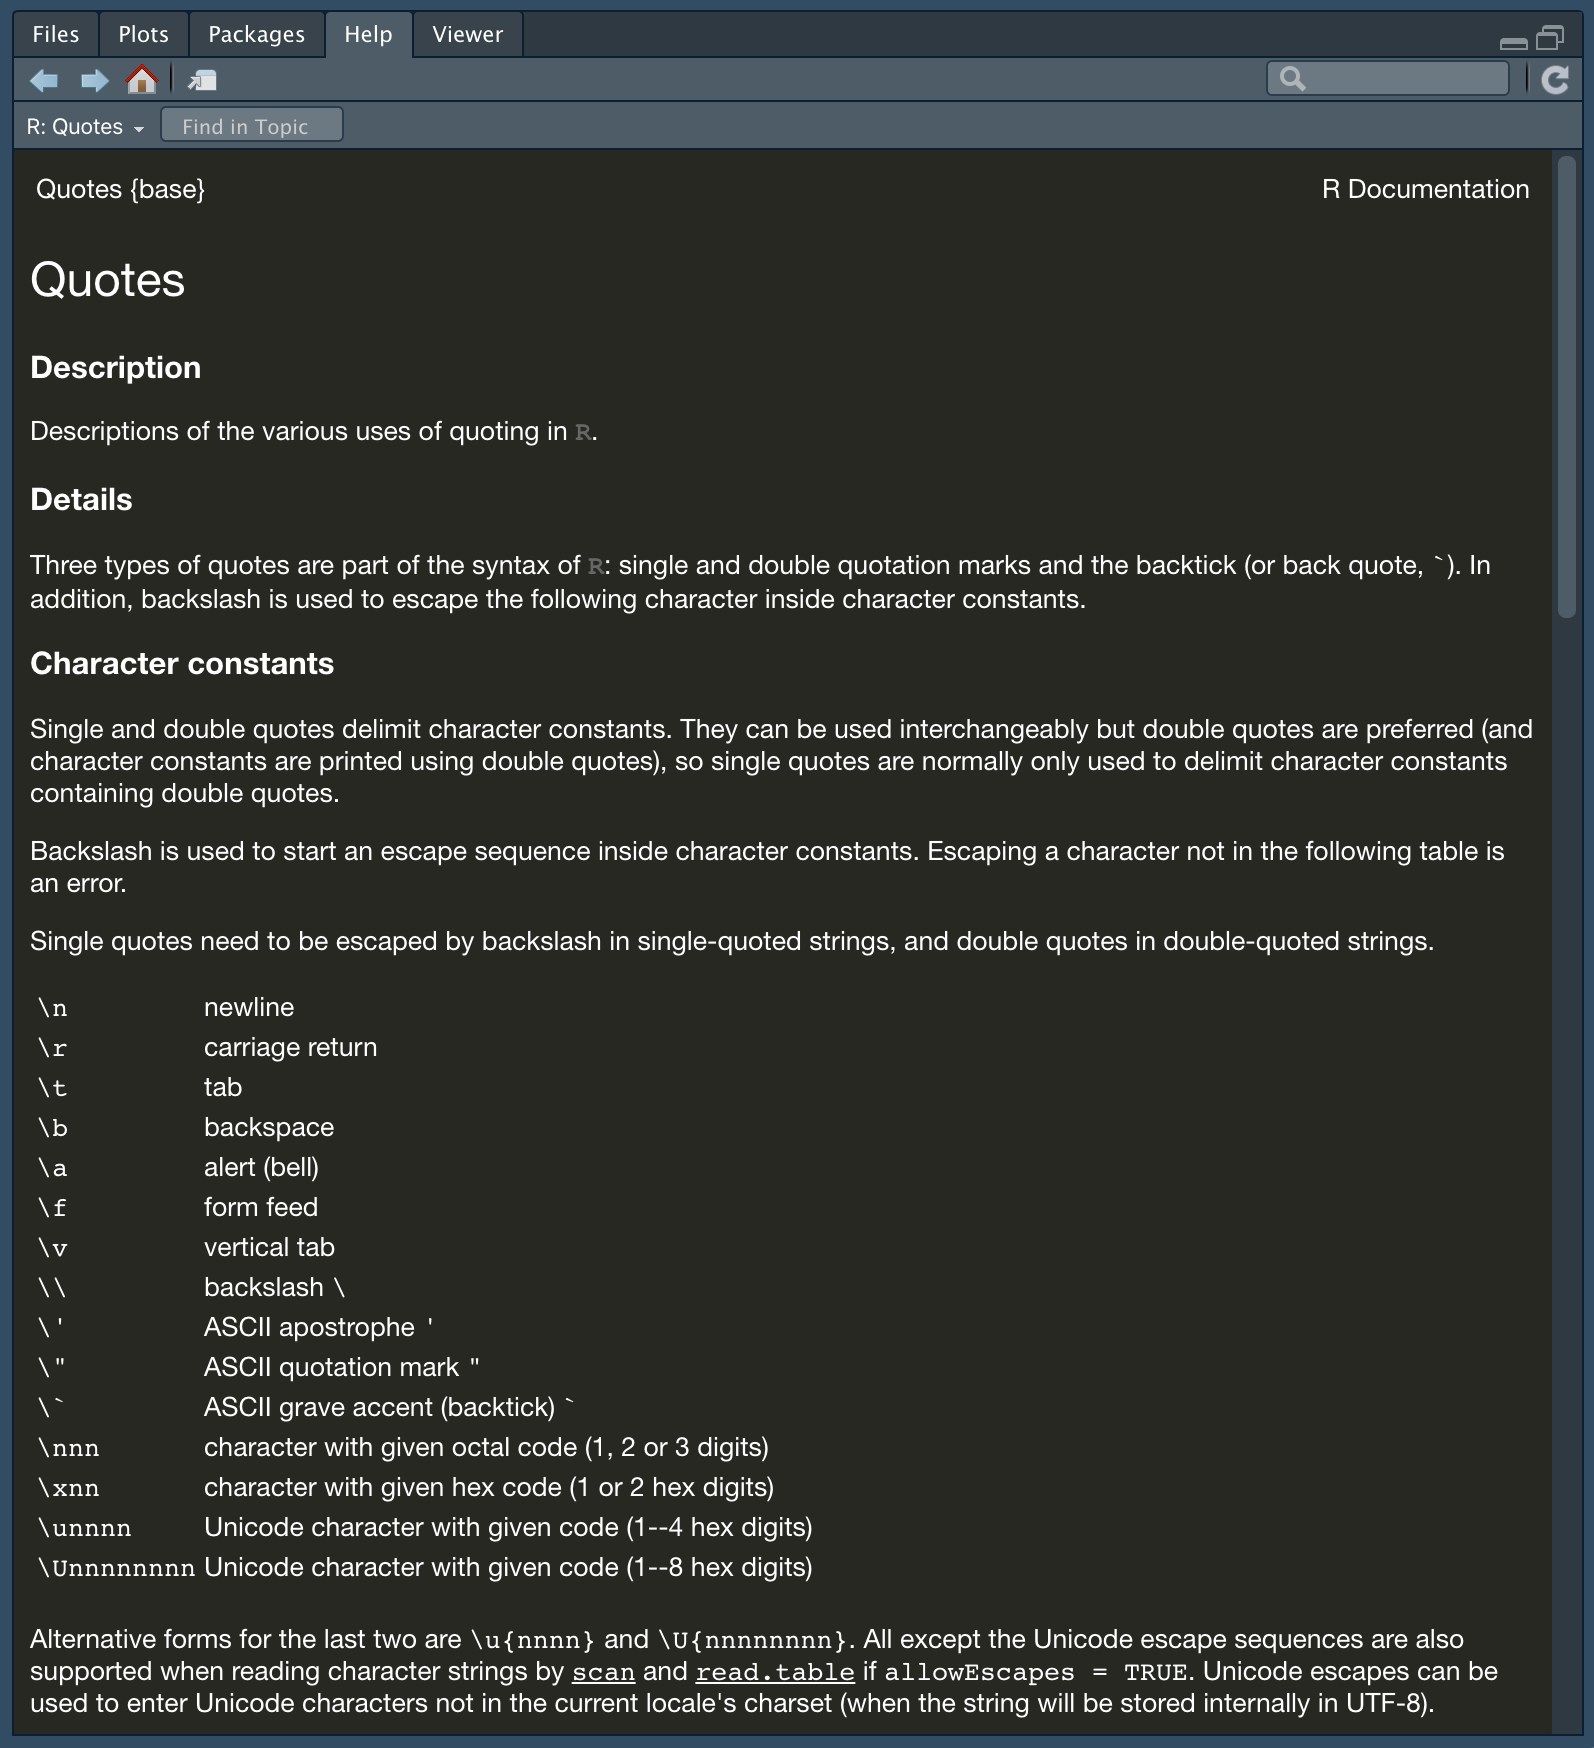 Files Plots Packages Help Viewer
R: Quotes Find in Topic
Quotes {base} R Documentation
Quotes
Description
Descriptions of the various uses of quoting in R.
Details
Three types of quotes are part of the syntax of R: single and double quotation marks and the backtick (or back quote, `). In
addition, backslash is used to escape the following character inside character constants.
Character constants
Single and double quotes delimit character constants. They can be used interchangeably but double quotes are preferred (and
character constants are printed using double quotes), so single quotes are normally only used to delimit character constants
containing double quotes.
Backslash is used to start an escape sequence inside character constants. Escaping a character not in the following table is
an error.
Single quotes need to be escaped by backslash in single-quoted strings, and double quotes in double-quoted strings.
\n newline
\r carriage return
\t tab
\b backspace
\a alert (bell)
\f form feed
\v vertical tab
\\ backslash \
\' ASCII apostrophe '
\" ASCII quotation mark "
\` ASCII grave accent (backtick) `
\nnn character with given octal code (1, 2 or 3 digits)
\xnn character with given hex code (1 or 2 hex digits)
\unnnn Unicode character with given code (1--4 hex digits)
\Unnnnnnnn Unicode character with given code (1--8 hex digits)
Alternative forms for the last two are \u{nnnn} and \U{nnnnnnnn}. All except the Unicode escape sequences are also
supported when reading character strings by scan and read.table if allowEscapes = TRUE. Unicode escapes can be
used to enter Unicode characters not in the current locale's charset (when the string will be stored internally in UTF-8).